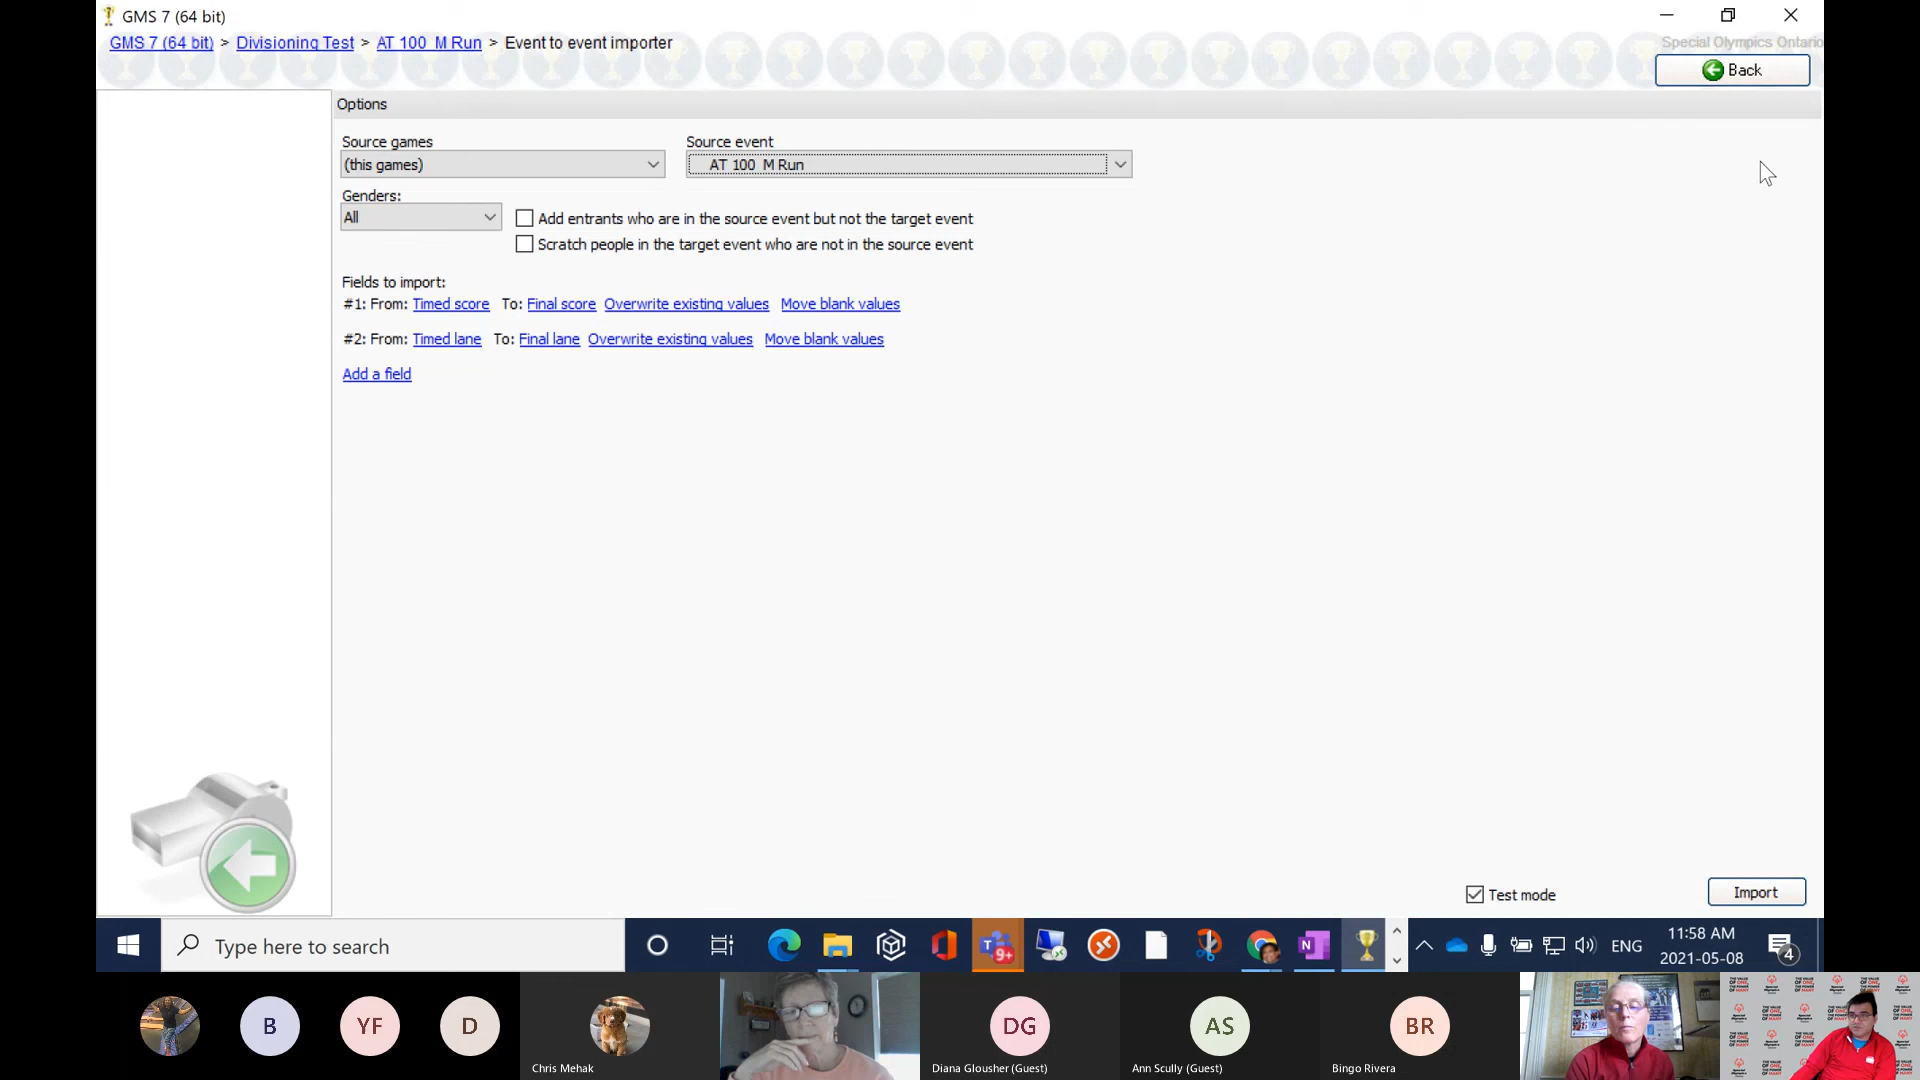 GMS 7 (64 bit)
GMS 7 (64 bit) > Divisioning Test > AT 100 M Run > Event to event importer
Special Olympics Ontario
Back
Options
Source games
Source event
(this games)
AT 100 M Run
Genders:
All
Add entrants who are in the source event but not the target event
Scratch people in the target event who are not in the source event
Fields to import:
#1: From: Timed score To: Final score Overwrite existing values Move blank values
#2: From: Timed lane To: Final lane Overwrite existing values Move blank values
Add a field
Test mode
Import
Type here to search
9+
N
ENG
11:58 AM
2021-05-08
4
B
YF
D
DG
AS
BR
Chris Mehak
Diana Glousher (Guest)
Ann Scully (Guest)
Bingo Rivera